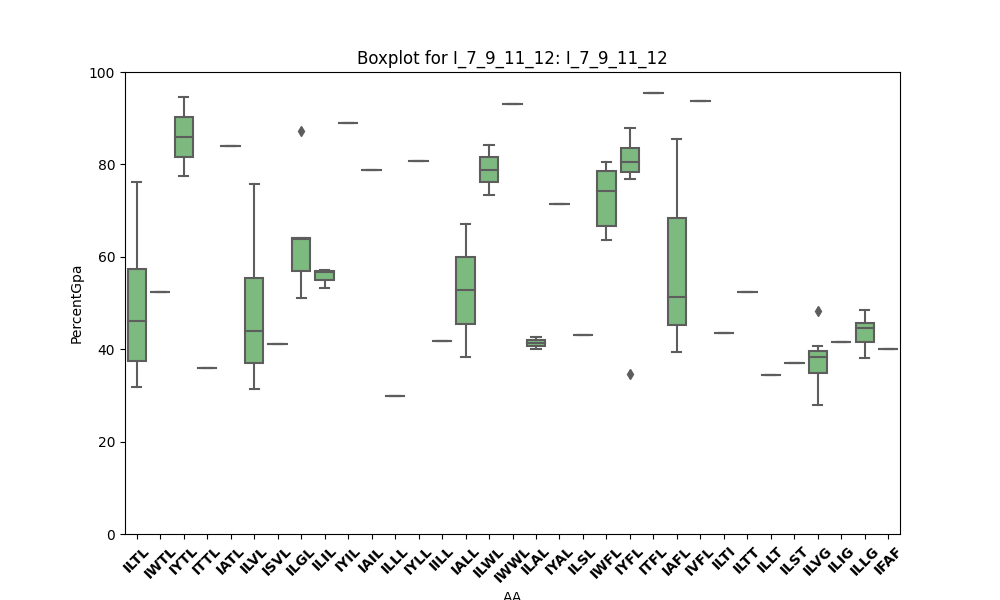 Boxplot for I_7_9_11_12: I_7_9_11_12
PercentGpa
100
80
60
40
20
0
ILTL IWTL IYTL ITTL IATL ILVL ISVL ILGL ILIL IYIL IAIL ILLL IYLL IILL IALL ILWL IWWL ILAL IYAL ILSL IWFL IYFL ITFL IAFL IVFL ILTI ILTT ILLT ILST ILVG ILIG ILLG IFAF
AA